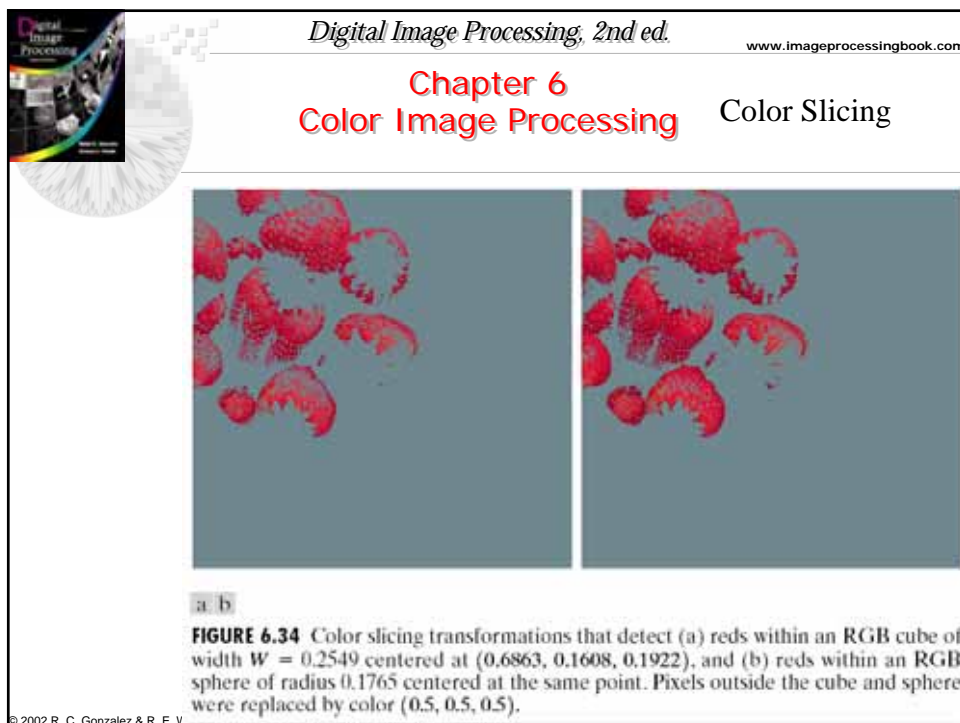 Digital
Image
Processing
Digital Image Processing, 2nd ed.
www.imageprocessingbook.com
Chapter 6
Color Image Processing
Color Slicing
a b
FIGURE 6.34 Color slicing transformations that detect (a) reds within an RGB cube of
width W = 0.2549 centered at (0.6863, 0.1608, 0.1922), and (b) reds within an RGB
sphere of radius 0.1765 centered at the same point. Pixels outside the cube and sphere
were replaced by color (0.5, 0.5, 0.5).
© 2002 R. C. Gonzalez & R. E. W